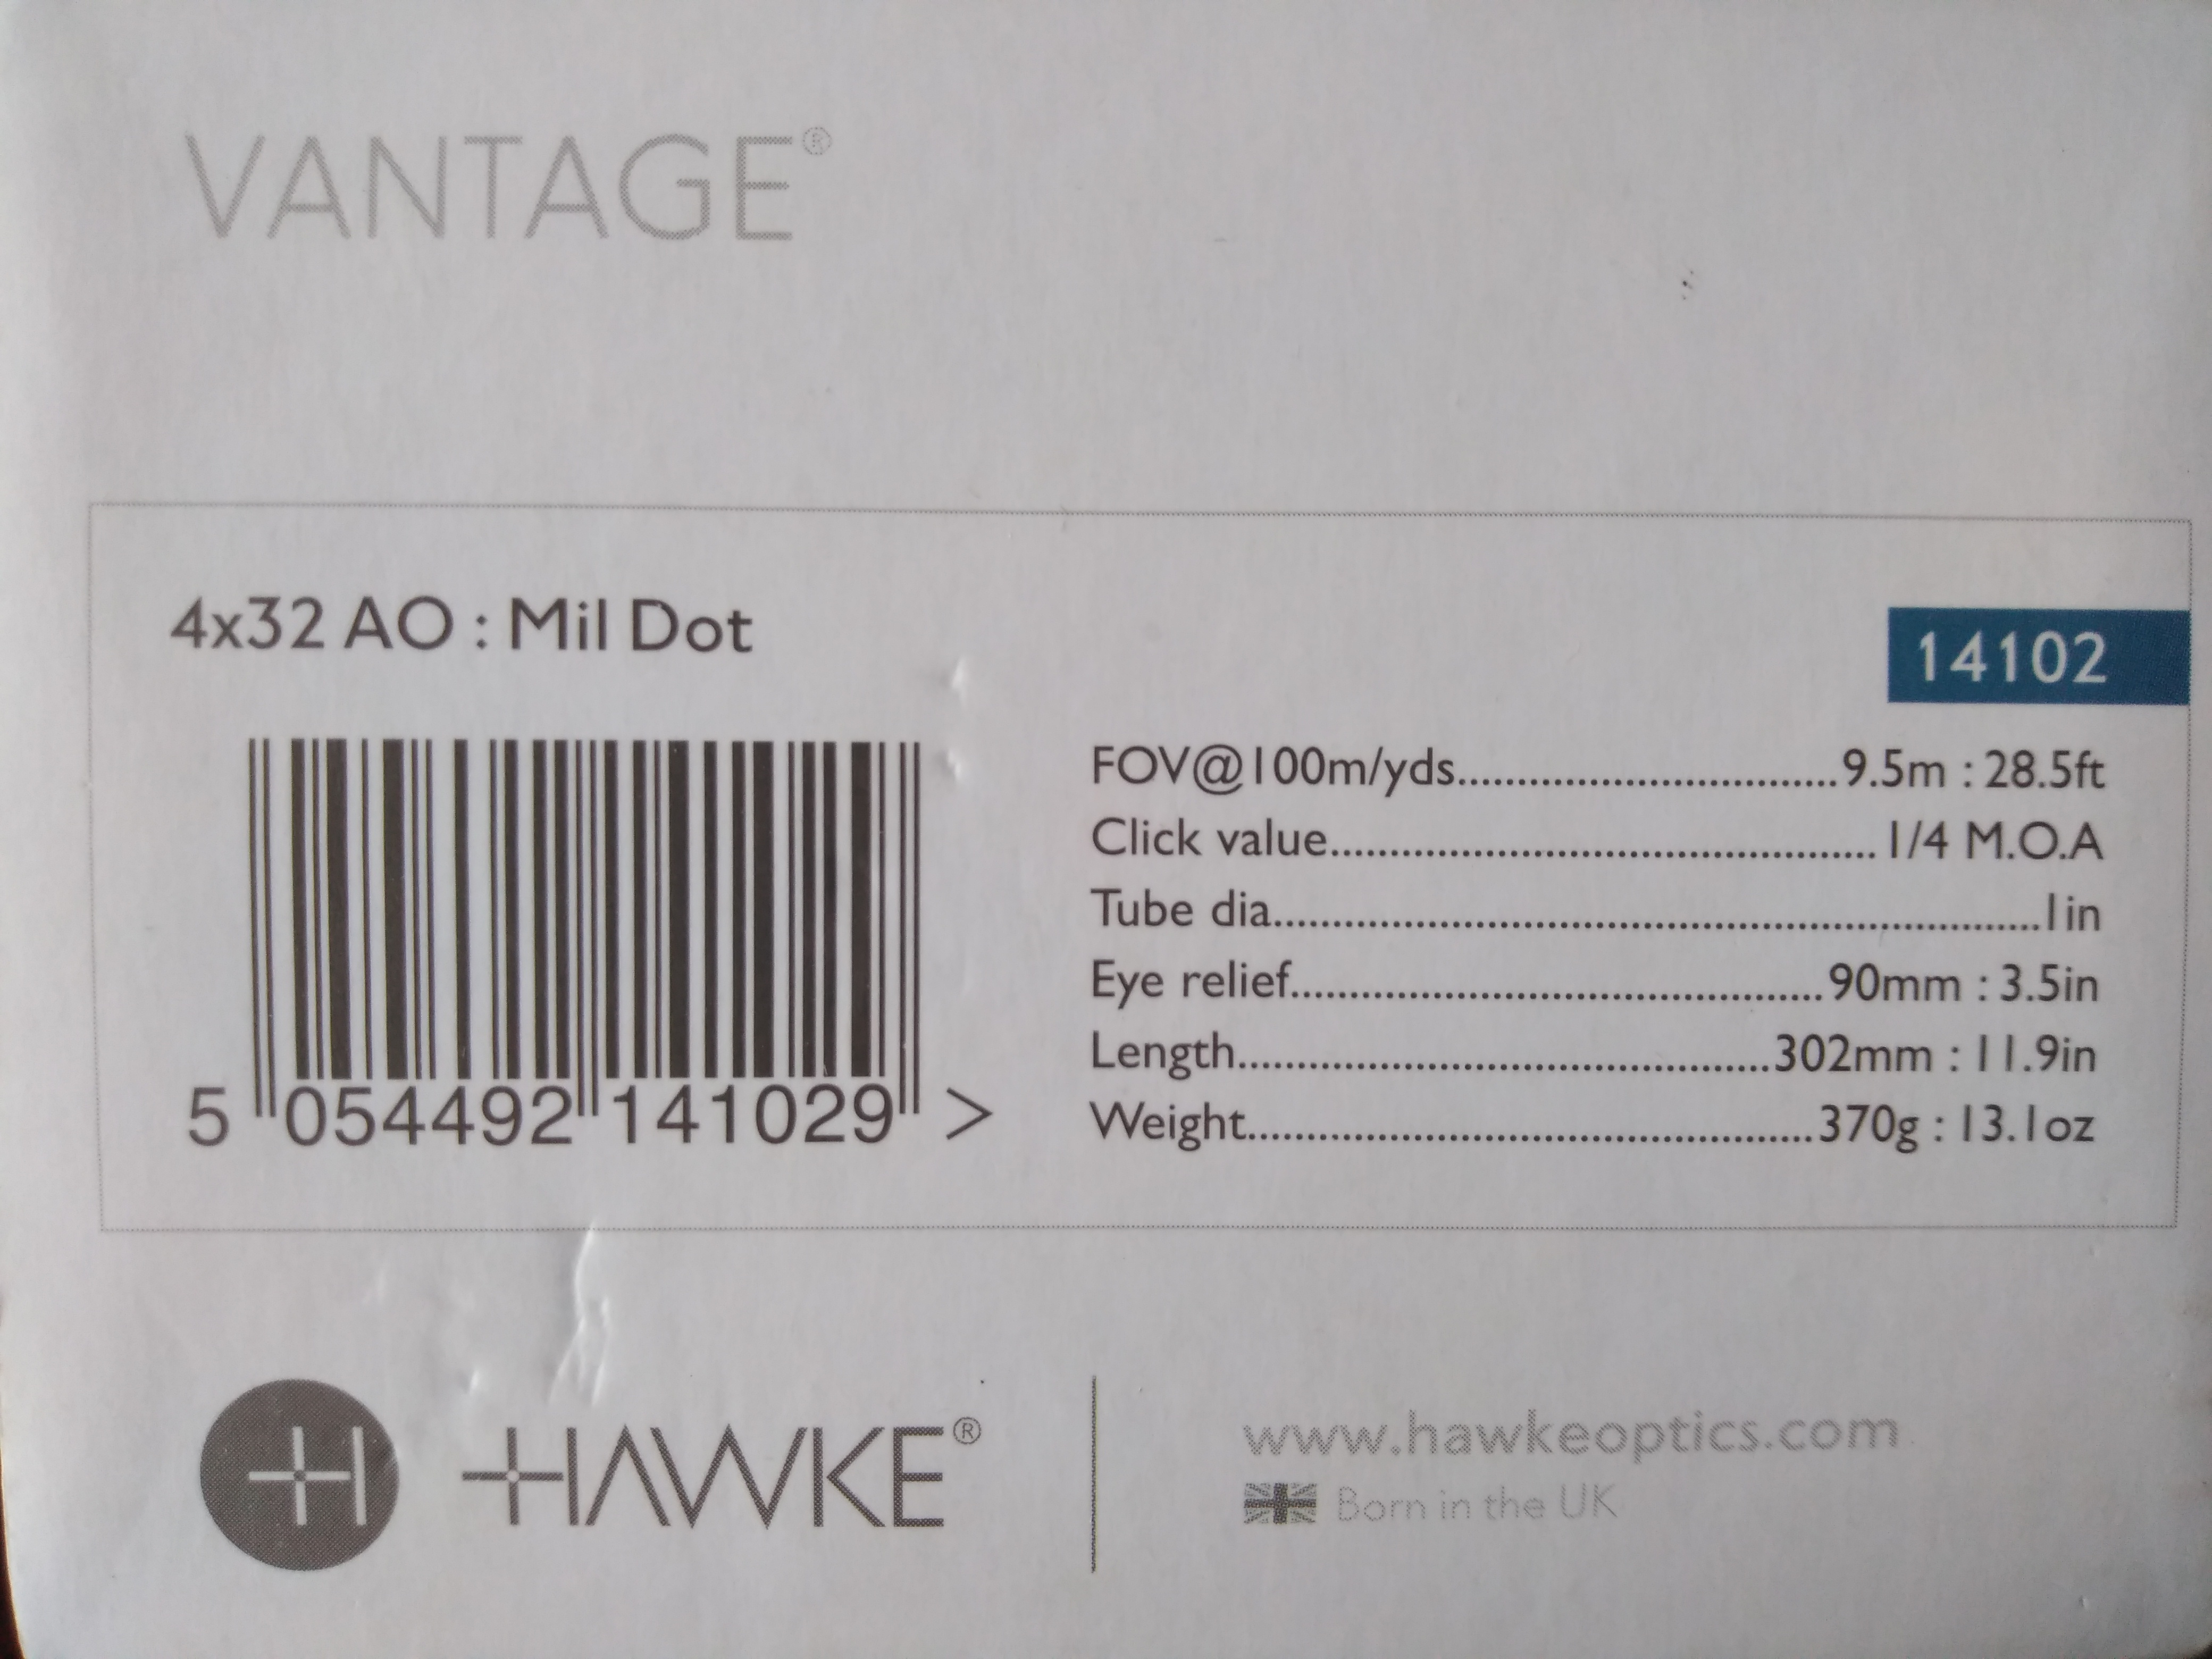 VANTAGE®
4x32 AO : Mil Dot
14102
FOV@100m/yds................................9.5m : 28.5ft
Click value.............................................. 1/4 M.O.A
Tube dia.................................................................1in
Eye relief.............................................90mm : 3.5in
Length.............................................302mm : 11.9in
Weight................................................370g : 13.1oz
5 054492 141029 >
HAWKE®
www.hawkeoptics.com
Born in the UK